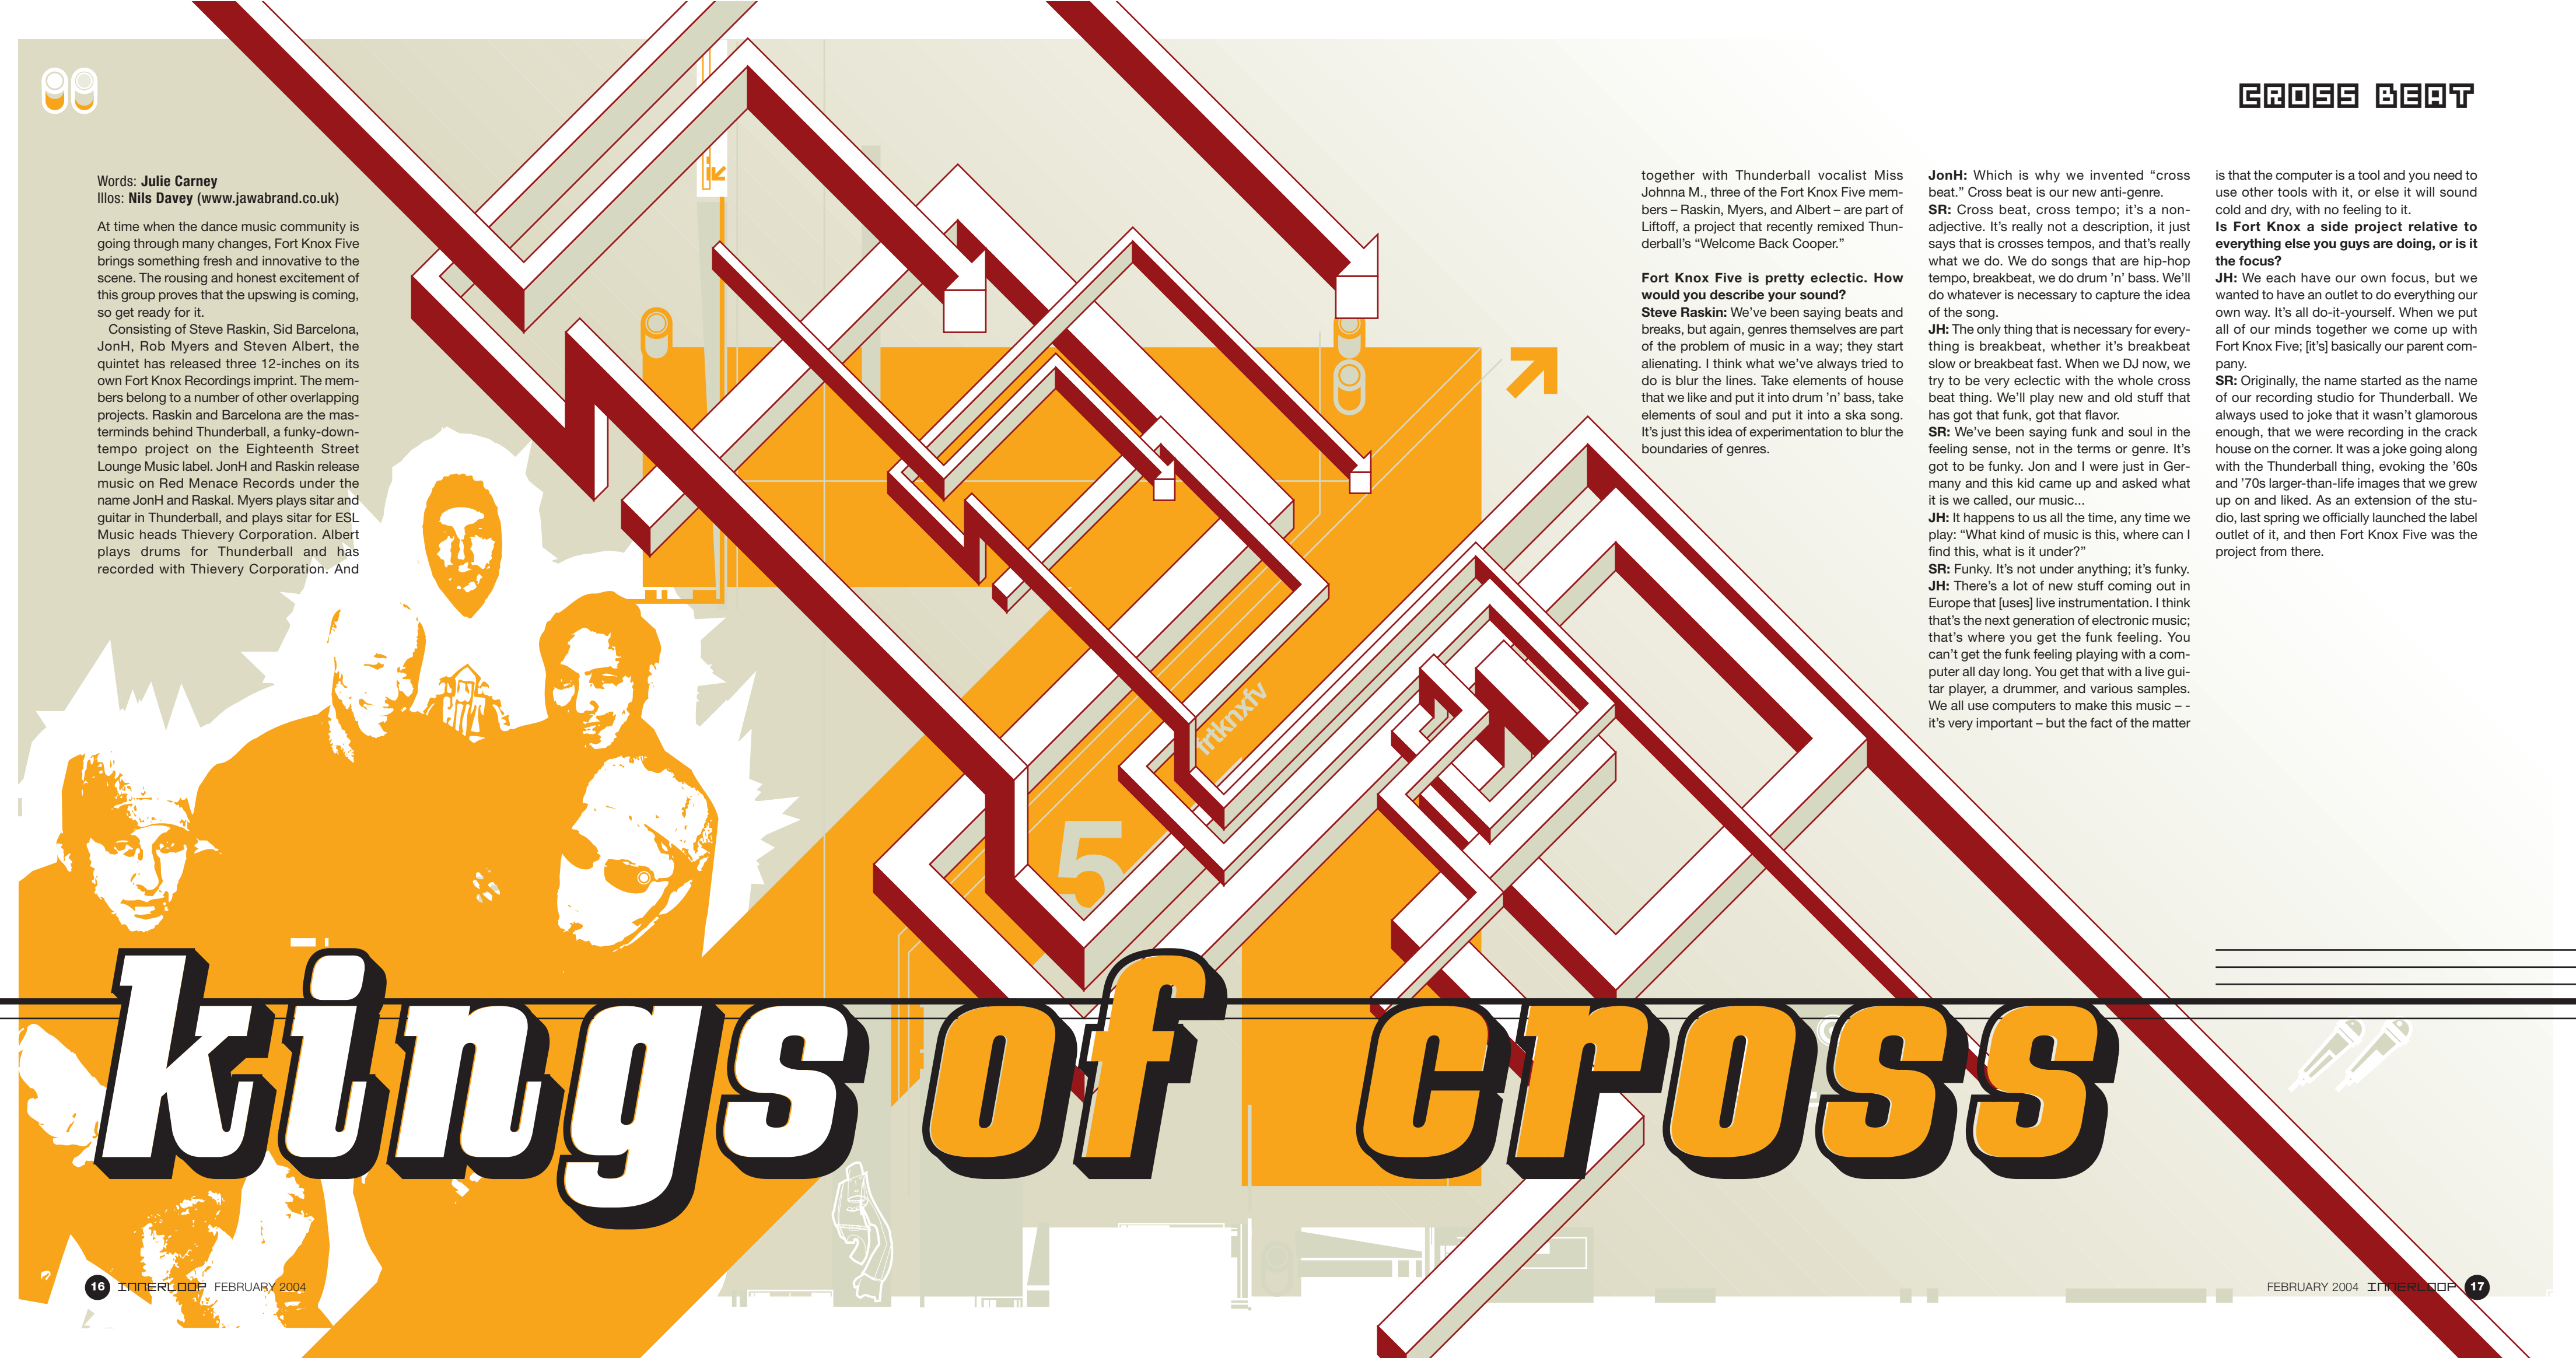 CROSS BEAT
Words: Julie Carney
Illos: Nils Davey (www.jawabrand.co.uk)
At time when the dance music community is
going through many changes, Fort Knox Five
brings something fresh and innovative to the
scene. The rousing and honest excitement of
this group proves that the upswing is coming,
so get ready for it.
Consisting of Steve Raskin, Sid Barcelona,
JonH, Rob Myers and Steven Albert, the
quintet has released three 12-inches on its
own Fort Knox Recordings imprint. The mem-
bers belong to a number of other overlapping
projects. Raskin and Barcelona are the mas-
terminds behind Thunderball, a funky-down-
tempo project on the Eighteenth Street
Lounge Music label. JonH and Raskin release
music on Red Menace Records under the
name JonH and Raskal. Myers plays sitar and
guitar in Thunderball, and plays sitar for ESL
Music heads Thievery Corporation. Albert
plays drums for Thunderball and has
recorded with Thievery Corporation. And
together with Thunderball vocalist Miss
Johnna M., three of the Fort Knox Five mem-
bers – Raskin, Myers, and Albert – are part of
Liftoff, a project that recently remixed Thun-
derball's “Welcome Back Cooper.”
Fort Knox Five is pretty eclectic. How
would you describe your sound?
Steve Raskin: We've been saying beats and
breaks, but again, genres themselves are part
of the problem of music in a way; they start
alienating. I think what we've always tried to
do is blur the lines. Take elements of house
that we like and put it into drum 'n' bass, take
elements of soul and put it into a ska song.
It's just this idea of experimentation to blur the
boundaries of genres.
JonH: Which is why we invented “cross
beat.” Cross beat is our new anti-genre.
SR: Cross beat, cross tempo; it's a non-
adjective. It's really not a description, it just
says that is crosses tempos, and that's really
what we do. We do songs that are hip-hop
tempo, breakbeat, we do drum 'n' bass. We'll
do whatever is necessary to capture the idea
of the song.
JH: The only thing that is necessary for every-
thing is breakbeat, whether it's breakbeat
slow or breakbeat fast. When we DJ now, we
try to be very eclectic with the whole cross
beat thing. We'll play new and old stuff that
has got that funk, got that flavor.
SR: We've been saying funk and soul in the
feeling sense, not in the terms or genre. It's
got to be funky. Jon and I were just in Ger-
many and this kid came up and asked what
it is we called, our music...
JH: It happens to us all the time, any time we
play: “What kind of music is this, where can I
find this, what is it under?”
SR: Funky. It's not under anything; it's funky.
JH: There's a lot of new stuff coming out in
Europe that [uses] live instrumentation. I think
that's the next generation of electronic music;
that's where you get the funk feeling. You
can't get the funk feeling playing with a com-
puter all day long. You get that with a live gui-
tar player, a drummer, and various samples.
We all use computers to make this music – -
it's very important – but the fact of the matter
is that the computer is a tool and you need to
use other tools with it, or else it will sound
cold and dry, with no feeling to it.
Is Fort Knox a side project relative to
everything else you guys are doing, or is it
the focus?
JH: We each have our own focus, but we
wanted to have an outlet to do everything our
own way. It's all do-it-yourself. When we put
all of our minds together we come up with
Fort Knox Five; [it's] basically our parent com-
pany.
SR: Originally, the name started as the name
of our recording studio for Thunderball. We
always used to joke that it wasn't glamorous
enough, that we were recording in the crack
house on the corner. It was a joke going along
with the Thunderball thing, evoking the '60s
and '70s larger-than-life images that we grew
up on and liked. As an extension of the stu-
dio, last spring we officially launched the label
outlet of it, and then Fort Knox Five was the
project from there.
frtknxfv
5
kings of cross
16 INNERLOOP FEBRUARY 2004
FEBRUARY 2004 INNERLOOP 17